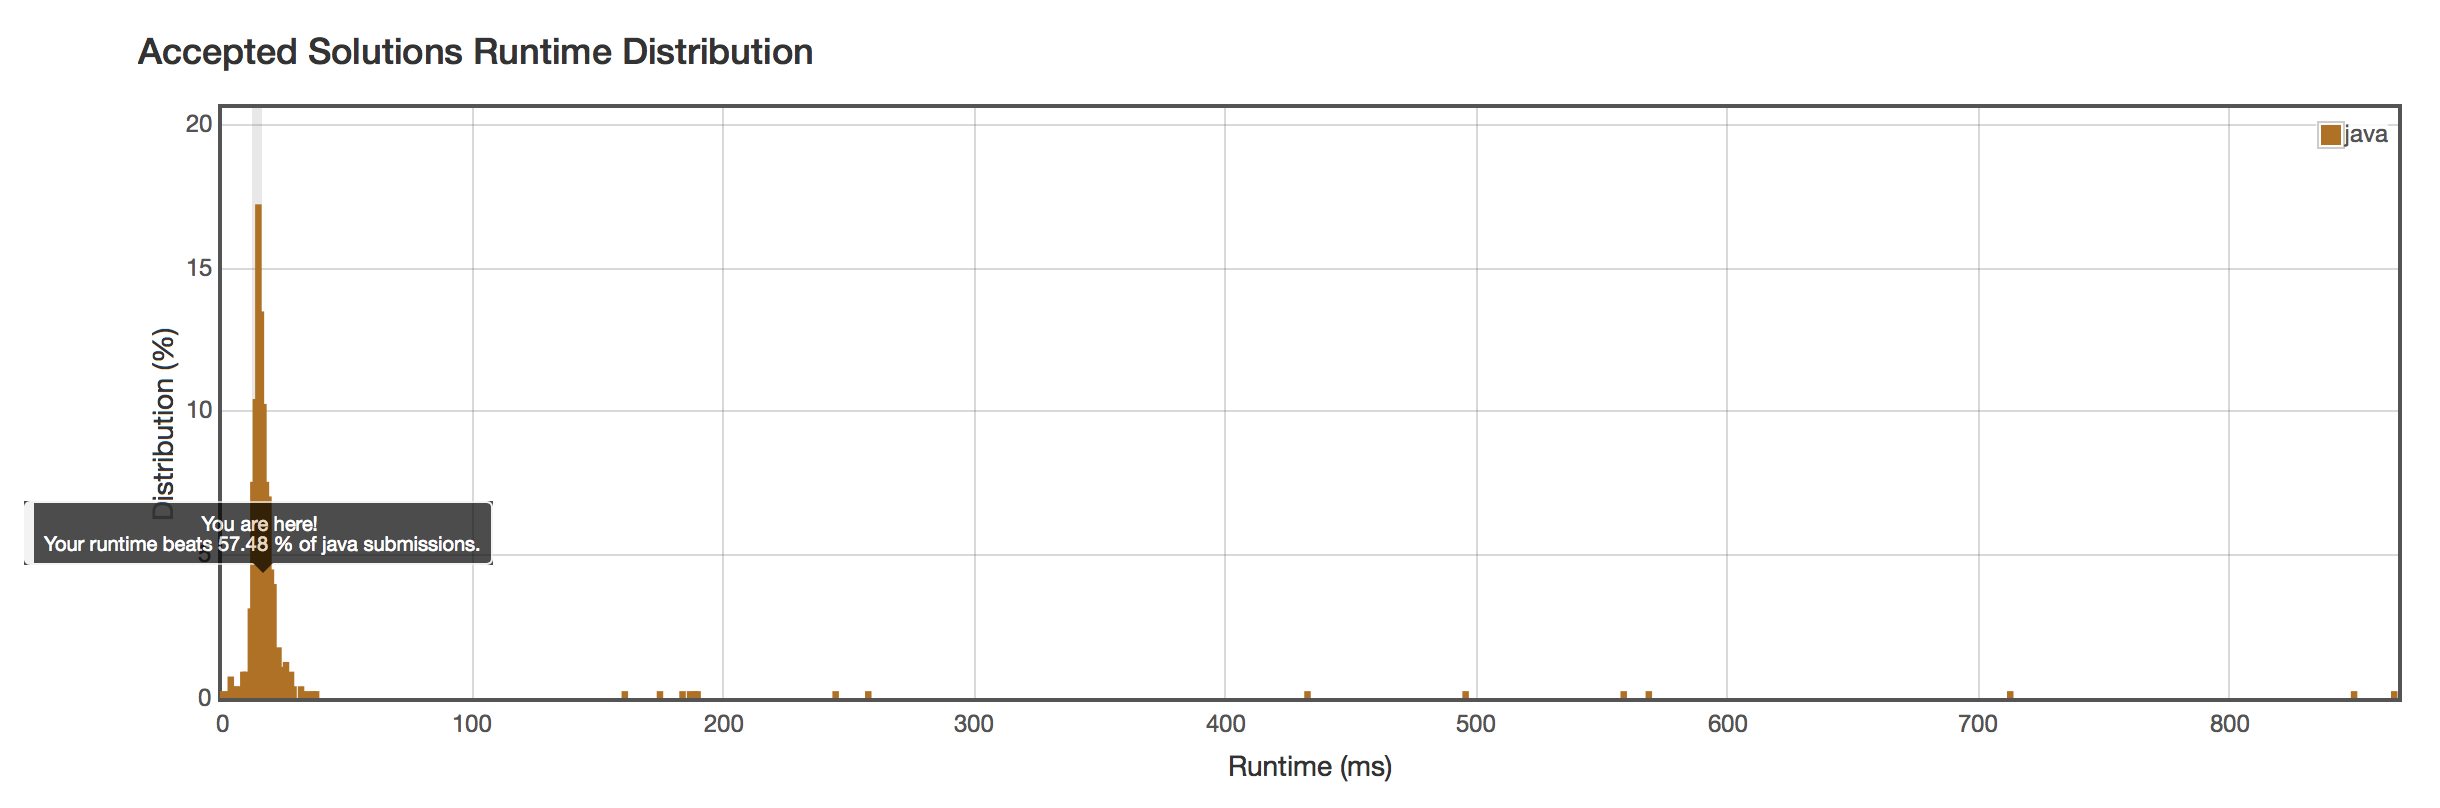 Accepted Solutions Runtime Distribution
java
Distribution (%)
20
15
10
5
0
You are here!
Your runtime beats 57.48 % of java submissions.
0 100 200 300 400 500 600 700 800
Runtime (ms)